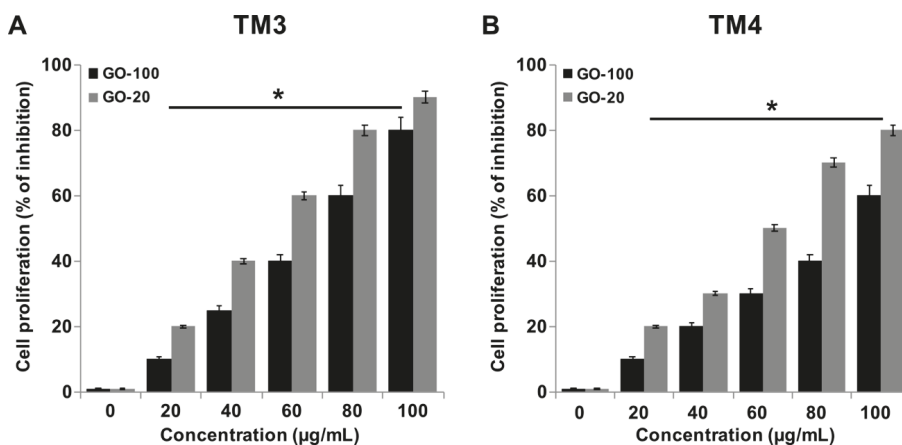 A
TM3
Cell proliferation (% of inhibition)
100
80
60
40
20
0
GO-100
GO-20
*
0 20 40 60 80 100
Concentration (µg/mL)
B
TM4
Cell proliferation (% of inhibition)
100
80
60
40
20
0
GO-100
GO-20
*
0 20 40 60 80 100
Concentration (µg/mL)